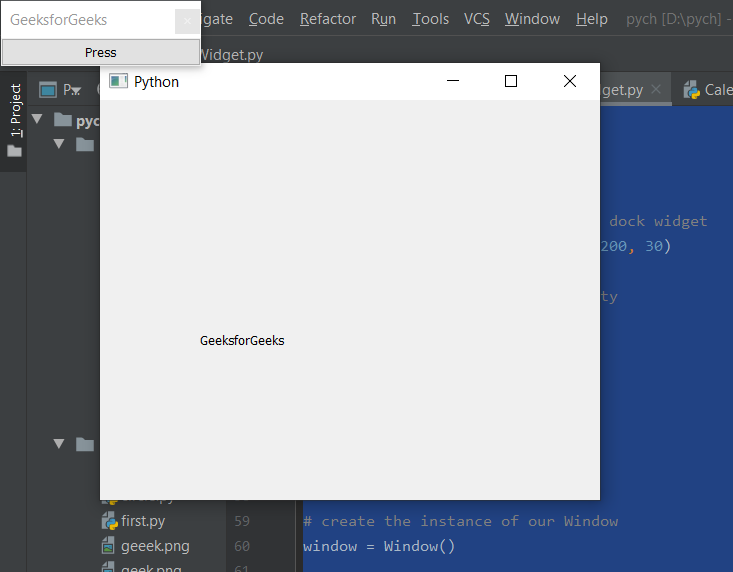 GeeksforGeeks
igate Code Refactor Run Tools VCS Window Help pych [D:\pych] -
Press
Widget.py
Python
1: Project
P...
get.py
Cale
pyc
dock widget
200, 30)
ty
GeeksforGeeks
first.py 59 # create the instance of our Window
geeek.png 60 window = Window()
geek.png 61